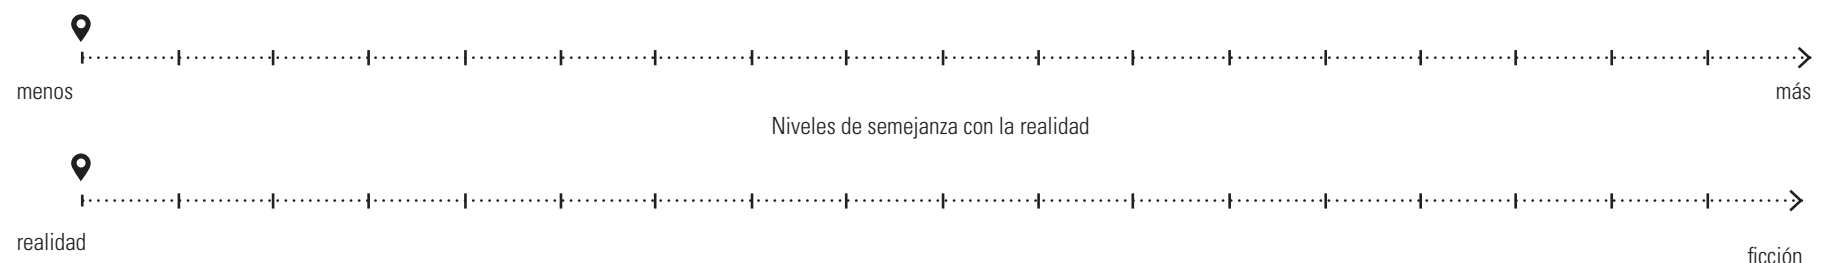 menos
más
Niveles de semejanza con la realidad
realidad
ficción